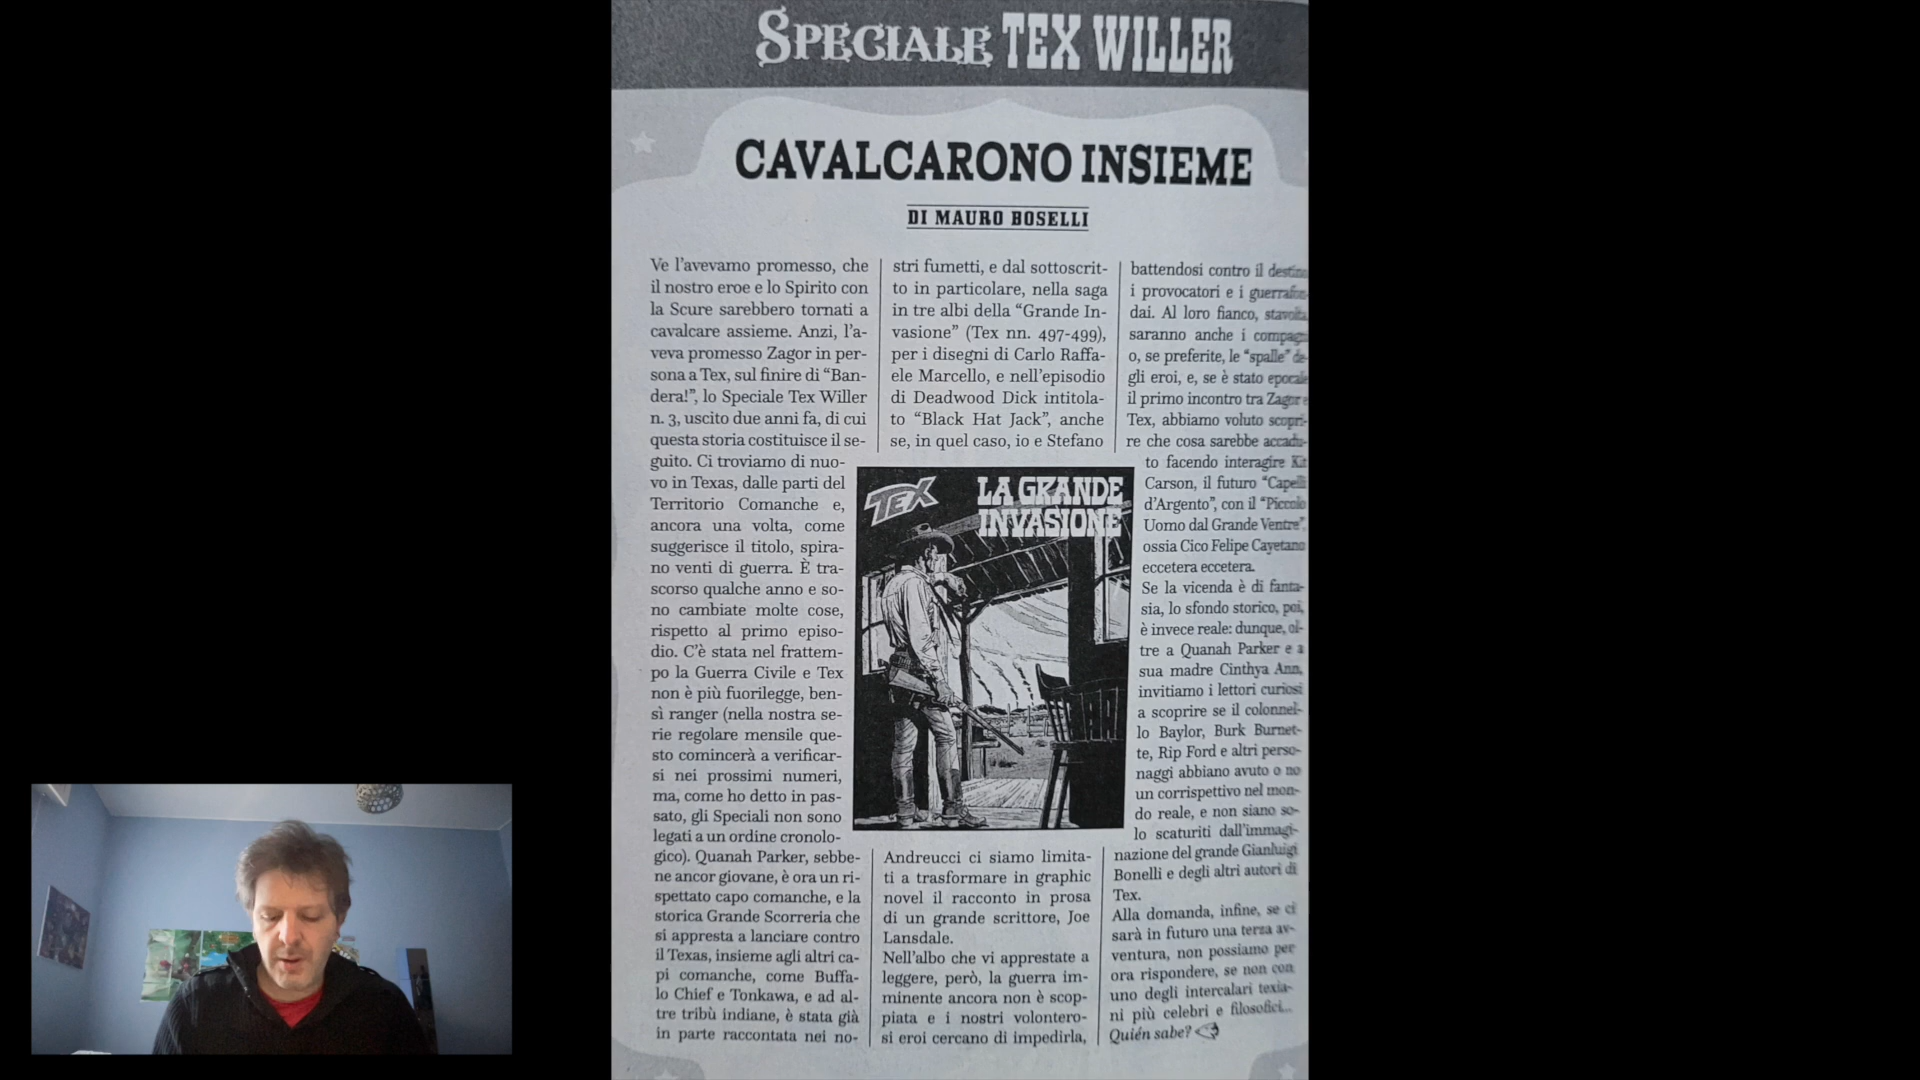 SPECIALE TEX WILLER
CAVALCARONO INSIEME
DI MAURO BOSELLI
Ve l'avevamo promesso, che
il nostro eroe e lo Spirito con
la Scure sarebbero tornati a
cavalcare assieme. Anzi, l'a-
veva promesso Zagor in per-
sona a Tex, sul finire di “Ban-
dera!”, lo Speciale Tex Willer
n. 3, uscito due anni fa, di cui
questa storia costituisce il se-
guito. Ci troviamo di nuo-
vo in Texas, dalle parti del
Territorio Comanche e,
ancora una volta, come
suggerisce il titolo, spira-
no venti di guerra. È tra-
scorso qualche anno e so-
no cambiate molte cose,
rispetto al primo episo-
dio. C'è stata nel frattem-
po la Guerra Civile e Tex
non è più fuorilegge, ben-
sì ranger (nella nostra se-
rie regolare mensile que-
sto comincerà a verificar-
si nei prossimi numeri,
ma, come ho detto in pas-
sato, gli Speciali non sono
legati a un ordine cronolo-
gico). Quanah Parker, sebbe-
ne ancor giovane, è ora un ri-
spettato capo comanche, e la
storica Grande Scorreria che
si appresta a lanciare contro
il Texas, insieme agli altri ca-
pi comanche, come Buffa-
lo Chief e Tonkawa, e ad al-
tre tribù indiane, è stata già
in parte raccontata nei no-
stri fumetti, e dal sottoscrit-
to in particolare, nella saga
in tre albi della “Grande In-
vasione” (Tex nn. 497-499),
per i disegni di Carlo Raffa-
ele Marcello, e nell'episodio
di Deadwood Dick intitola-
to “Black Hat Jack”, anche
se, in quel caso, io e Stefano
TEX
LA GRANDE
INVASIONE
Andreucci ci siamo limita-
ti a trasformare in graphic
novel il racconto in prosa
di un grande scrittore, Joe
Lansdale.
Nell'albo che vi apprestate a
leggere, però, la guerra im-
minente ancora non è scop-
piata e i nostri volontero-
si eroi cercano di impedirla,
battendosi contro il destino
i provocatori e i guerrafon-
dai. Al loro fianco, stavolta,
saranno anche i compagni
o, se preferite, le “spalle” de-
gli eroi, e, se è stato epocale
il primo incontro tra Zagor e
Tex, abbiamo voluto scopri-
re che cosa sarebbe accadu-
to facendo interagire Kit
Carson, il futuro “Capelli
d'Argento”, con il “Piccolo
Uomo dal Grande Ventre”
ossia Cico Felipe Cayetano
eccetera eccetera.
Se la vicenda è di fanta-
sia, lo sfondo storico, poi,
è invece reale: dunque, ol-
tre a Quanah Parker e a
sua madre Cinthya Ann,
invitiamo i lettori curiosi
a scoprire se il colonnel-
lo Baylor, Burk Burnet-
te, Rip Ford e altri perso-
naggi abbiano avuto o no
un corrispettivo nel mon-
do reale, e non siano so-
lo scaturiti dall'immagi-
nazione del grande Gianluigi
Bonelli e degli altri autori di
Tex.
Alla domanda, infine, se ci
sarà in futuro una terza av-
ventura, non possiamo per
ora rispondere, se non con
uno degli intercalari texia-
ni più celebri e filosofici...
Quién sabe?